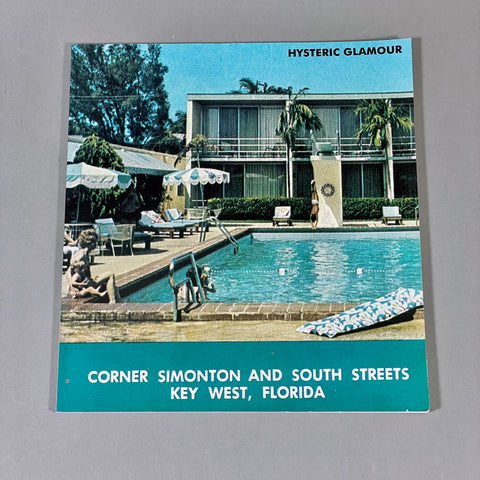 HYSTERIC GLAMOUR
CORNER SIMONTON AND SOUTH STREETS
KEY WEST, FLORIDA